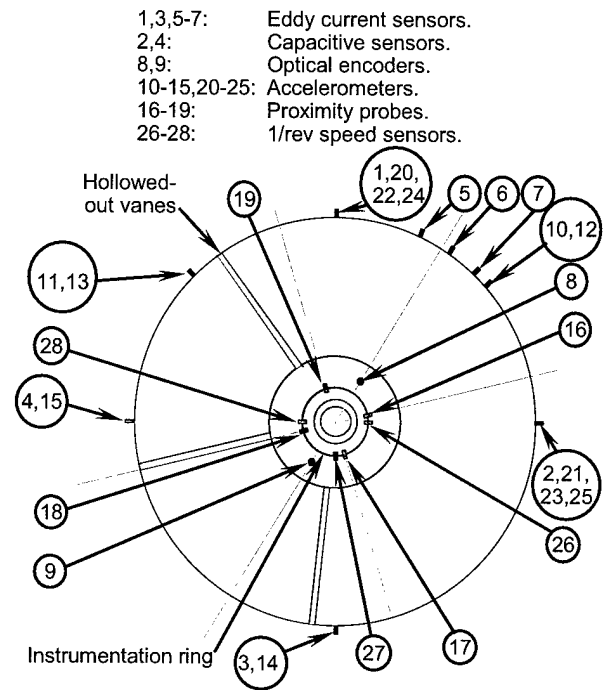 1,3,5-7: Eddy current sensors.
2,4: Capacitive sensors.
8,9: Optical encoders.
10-15,20-25: Accelerometers.
16-19: Proximity probes.
26-28: 1/rev speed sensors.
Hollowed-
out vanes
19
1,20,
22,24
5
6
7
10,12
11,13
8
28
16
4,15
2,21,
23,25
18
26
9
Instrumentation ring
3,14
27
17